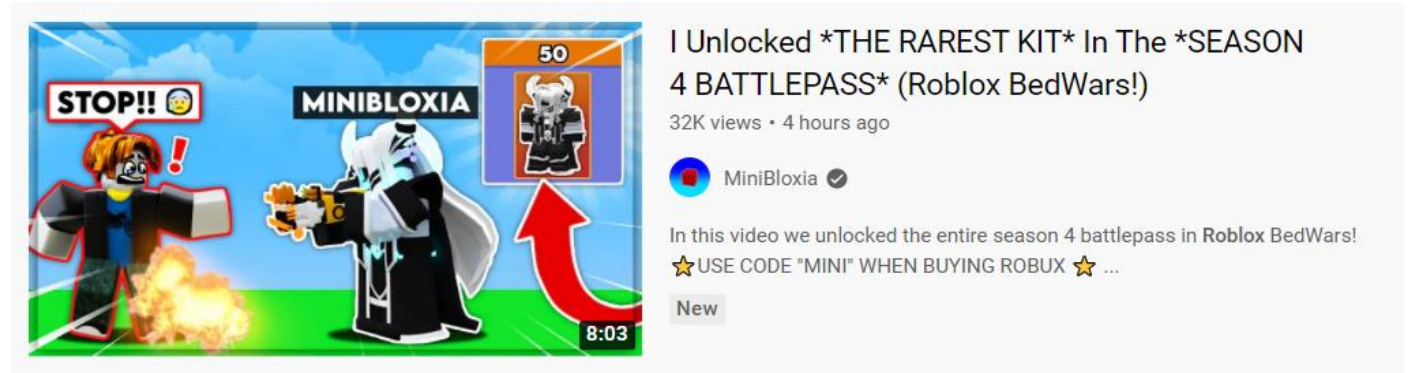 STOP!! 😰
MINIBLOXIA
50
8:03
I Unlocked *THE RAREST KIT* In The *SEASON
4 BATTLEPASS* (Roblox BedWars!)
32K views • 4 hours ago
MiniBloxia
In this video we unlocked the entire season 4 battlepass in Roblox BedWars!
⭐USE CODE "MINI" WHEN BUYING ROBUX ⭐ ...
New